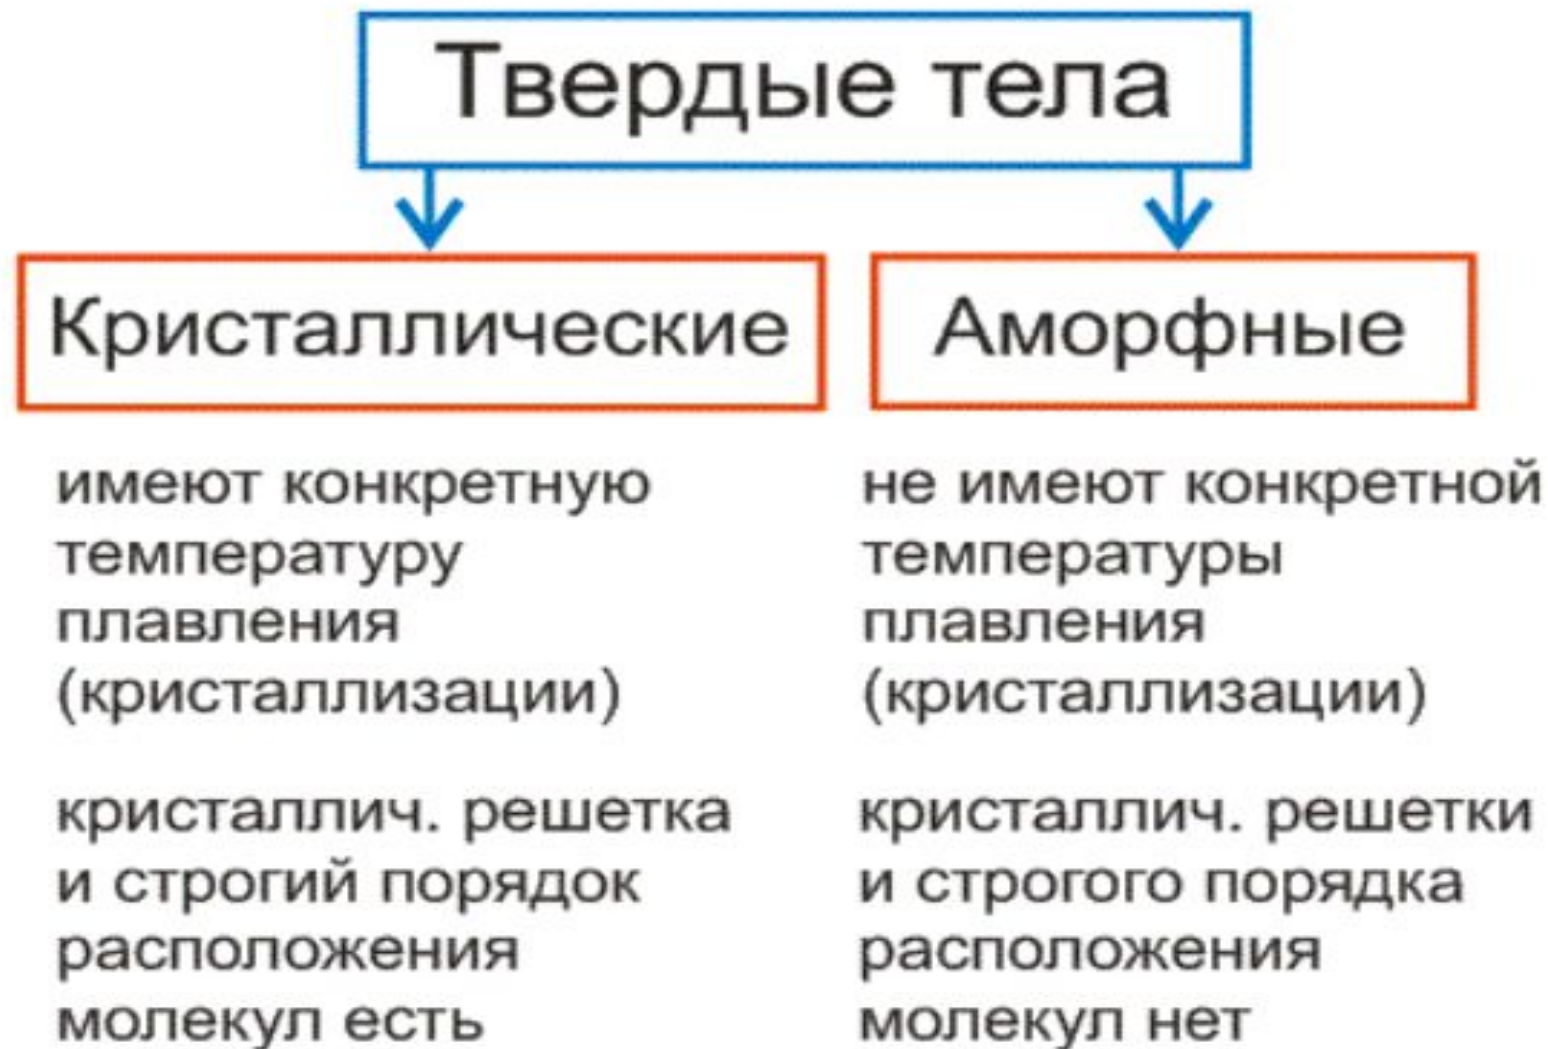 Твердые тела
Кристаллические
имеют конкретную
температуру
плавления
(кристаллизации)
кристаллич. решетка
и строгий порядок
расположения
молекул есть
Аморфные
не имеют конкретной
температуры
плавления
(кристаллизации)
кристаллич. решетки
и строгого порядка
расположения
молекул нет